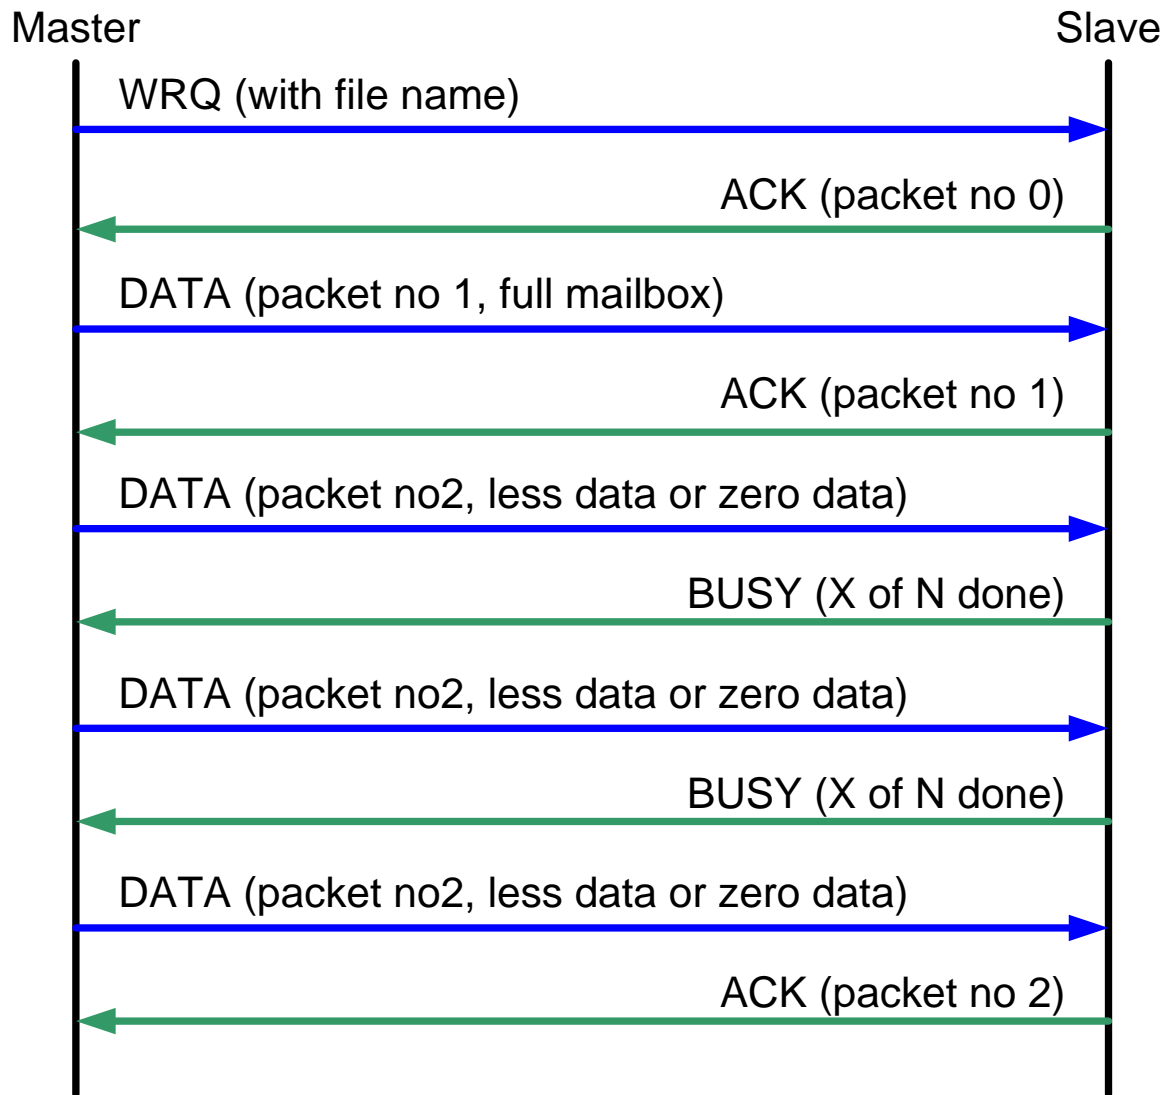 Master
Slave
WRQ (with file name)
ACK (packet no 0)
DATA (packet no 1, full mailbox)
ACK (packet no 1)
DATA (packet no2, less data or zero data)
BUSY (X of N done)
DATA (packet no2, less data or zero data)
BUSY (X of N done)
DATA (packet no2, less data or zero data)
ACK (packet no 2)